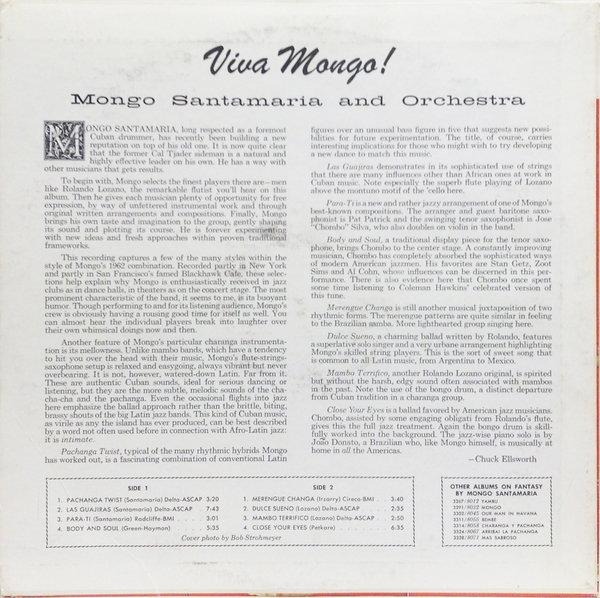 Viva Mongo!
Mongo Santamaria and Orchestra
MONGO SANTAMARIA, long respected as a foremost
Cuban drummer, has recently been building a new
reputation on top of his old one. It is now quite clear
that the former Cal Tjader sideman is a natural and
highly effective leader on his own. He has a way with
other musicians that gets results.
To begin with, Mongo selects the finest players there are—men
like Rolando Lozano, the remarkable flutist you'll hear on this
album. Then he gives each musician plenty of opportunity for free
expression, by way of unfettered instrumental work and through
original written arrangements and compositions. Finally, Mongo
brings his own taste and imagination to the group, gently shaping
its sound and plotting its course. He is forever experimenting
with new ideas and fresh approaches within proven traditional
frameworks.
This recording captures a few of the many styles within the
style of Mongo's 1962 combination. Recorded partly in New York
and partly in San Francisco's famed Blackhawk Cafe, these selec-
tions help explain why Mongo is enthusiastically received in jazz
clubs as in dance halls, in theaters as on the concert stage. The most
prominent characteristic of the band, it seems to me, is its buoyant
humor. Though performing to and for its listening audience, Mongo's
crew is obviously having a rousing good time for itself as well. You
can almost hear the individual players break into laughter over
their own whimsical doings now and then.
Another feature of Mongo's particular charanga instrumenta-
tion is its mellowness. Unlike mambo bands, which have a tendency
to hit you over the head with their music, Mongo's flute-strings-
saxophone setup is relaxed and easygoing, always vibrant but never
overbearing. It is not, however, watered-down Latin. Far from it.
These are authentic Cuban sounds, ideal for serious dancing or
listening, but they are the more subtle, melodic sounds of the cha-
cha-cha and the pachanga. Even the occasional flights into jazz
here emphasize the ballad approach rather than the brittle, biting,
brassy shouts of the big Latin jazz bands. This kind of Cuban music,
as virile as any the island has ever produced, can be best described
by a word not often used before in connection with Afro-Latin jazz:
it is intimate.
Pachanga Twist, typical of the many rhythmic hybrids Mongo
has worked out, is a fascinating combination of conventional Latin
figures over an unusual bass figure in five that suggests new possi-
bilities for future experimentation. The title, of course, carries
interesting implications for those who might wish to try developing
a new dance to match this music.
Las Guajiras demonstrates in its sophisticated use of strings
that there are many influences other than African ones at work in
Cuban music. Note especially the superb flute playing of Lozano
above the montuno motif of the 'cello here.
Para-Ti is a new and rather jazzy arrangement of one of Mongo's
best-known compositions. The arranger and guest baritone saxo-
phonist is Pat Patrick and the swinging tenor saxophonist is Jose
"Chombo" Silva, who also doubles on violin in the band.
Body and Soul, a traditional display piece for the tenor saxo-
phone, brings Chombo to the center stage. A constantly improving
musician, Chombo has completely absorbed the sophisticated ways
of modern American jazzmen. His favorites are Stan Getz, Zoot
Sims and Al Cohn, whose influences can be discerned in this per-
formance. There is also evidence here that Chombo once spent
some time listening to Coleman Hawkins' celebrated version of
this tune.
Merengue Changa is still another musical juxtaposition of two
rhythmic forms. The merengue patterns are quite similar in feeling
to the Brazilian samba. More lighthearted group singing here.
Dulce Sueno, a charming ballad written by Rolando, features
a superlative solo singer and a very urbane arrangement highlighting
Mongo's skilled string players. This is the sort of sweet song that
is common to all Latin music, from Argentina to Mexico.
Mambo Terrifico, another Rolando Lozano original, is spirited
but without the harsh, edgy sound often associated with mambos
in the past. Note the use of the bongo drum, a distinct departure
from Cuban tradition in a charanga group.
Close Your Eyes is a ballad favored by American jazz musicians.
Chombo, assisted by some engaging obligati from Rolando's flute,
gives this the full jazz treatment. Again the bongo drum is skill-
fully worked into the background. The jazz-wise piano solo is by
João Donato, a Brazilian who, like Mongo himself, is musically at
home in all the Americas.
—Chuck Ellsworth
SIDE 1
1. PACHANGA TWIST (Santamaria) Delta-ASCAP 3:20
2. LAS GUAJIRAS (Santamaria) Delta-ASCAP . . 7:43
3. PARA-TI (Santamaria) Radcliffe-BMI . . . . 3:01
4. BODY AND SOUL (Green-Heyman) . . . . 5:35
SIDE 2
1. MERENGUE CHANGA (Irzarry) Cireco-BMI . . 3:40
2. DULCE SUENO (Lozano) Delta-ASCAP . . . 2:35
3. MAMBO TERRIFICO (Lozano) Delta-ASCAP . . 2:50
4. CLOSE YOUR EYES (Petkere) . . . . . 6:35
Cover photo by Bob Strohmeyer
OTHER ALBUMS ON FANTASY
BY MONGO SANTAMARIA
3267/8012 YAMBU
3291/8032 MONGO
3302/8045 OUR MAN IN HAVANA
3311/8055 BEMBE
3314/8058 CHARANGA Y PACHANGA
3324/8067 ARRIBA! LA PACHANGA
3328/8071 MAS SABROSO